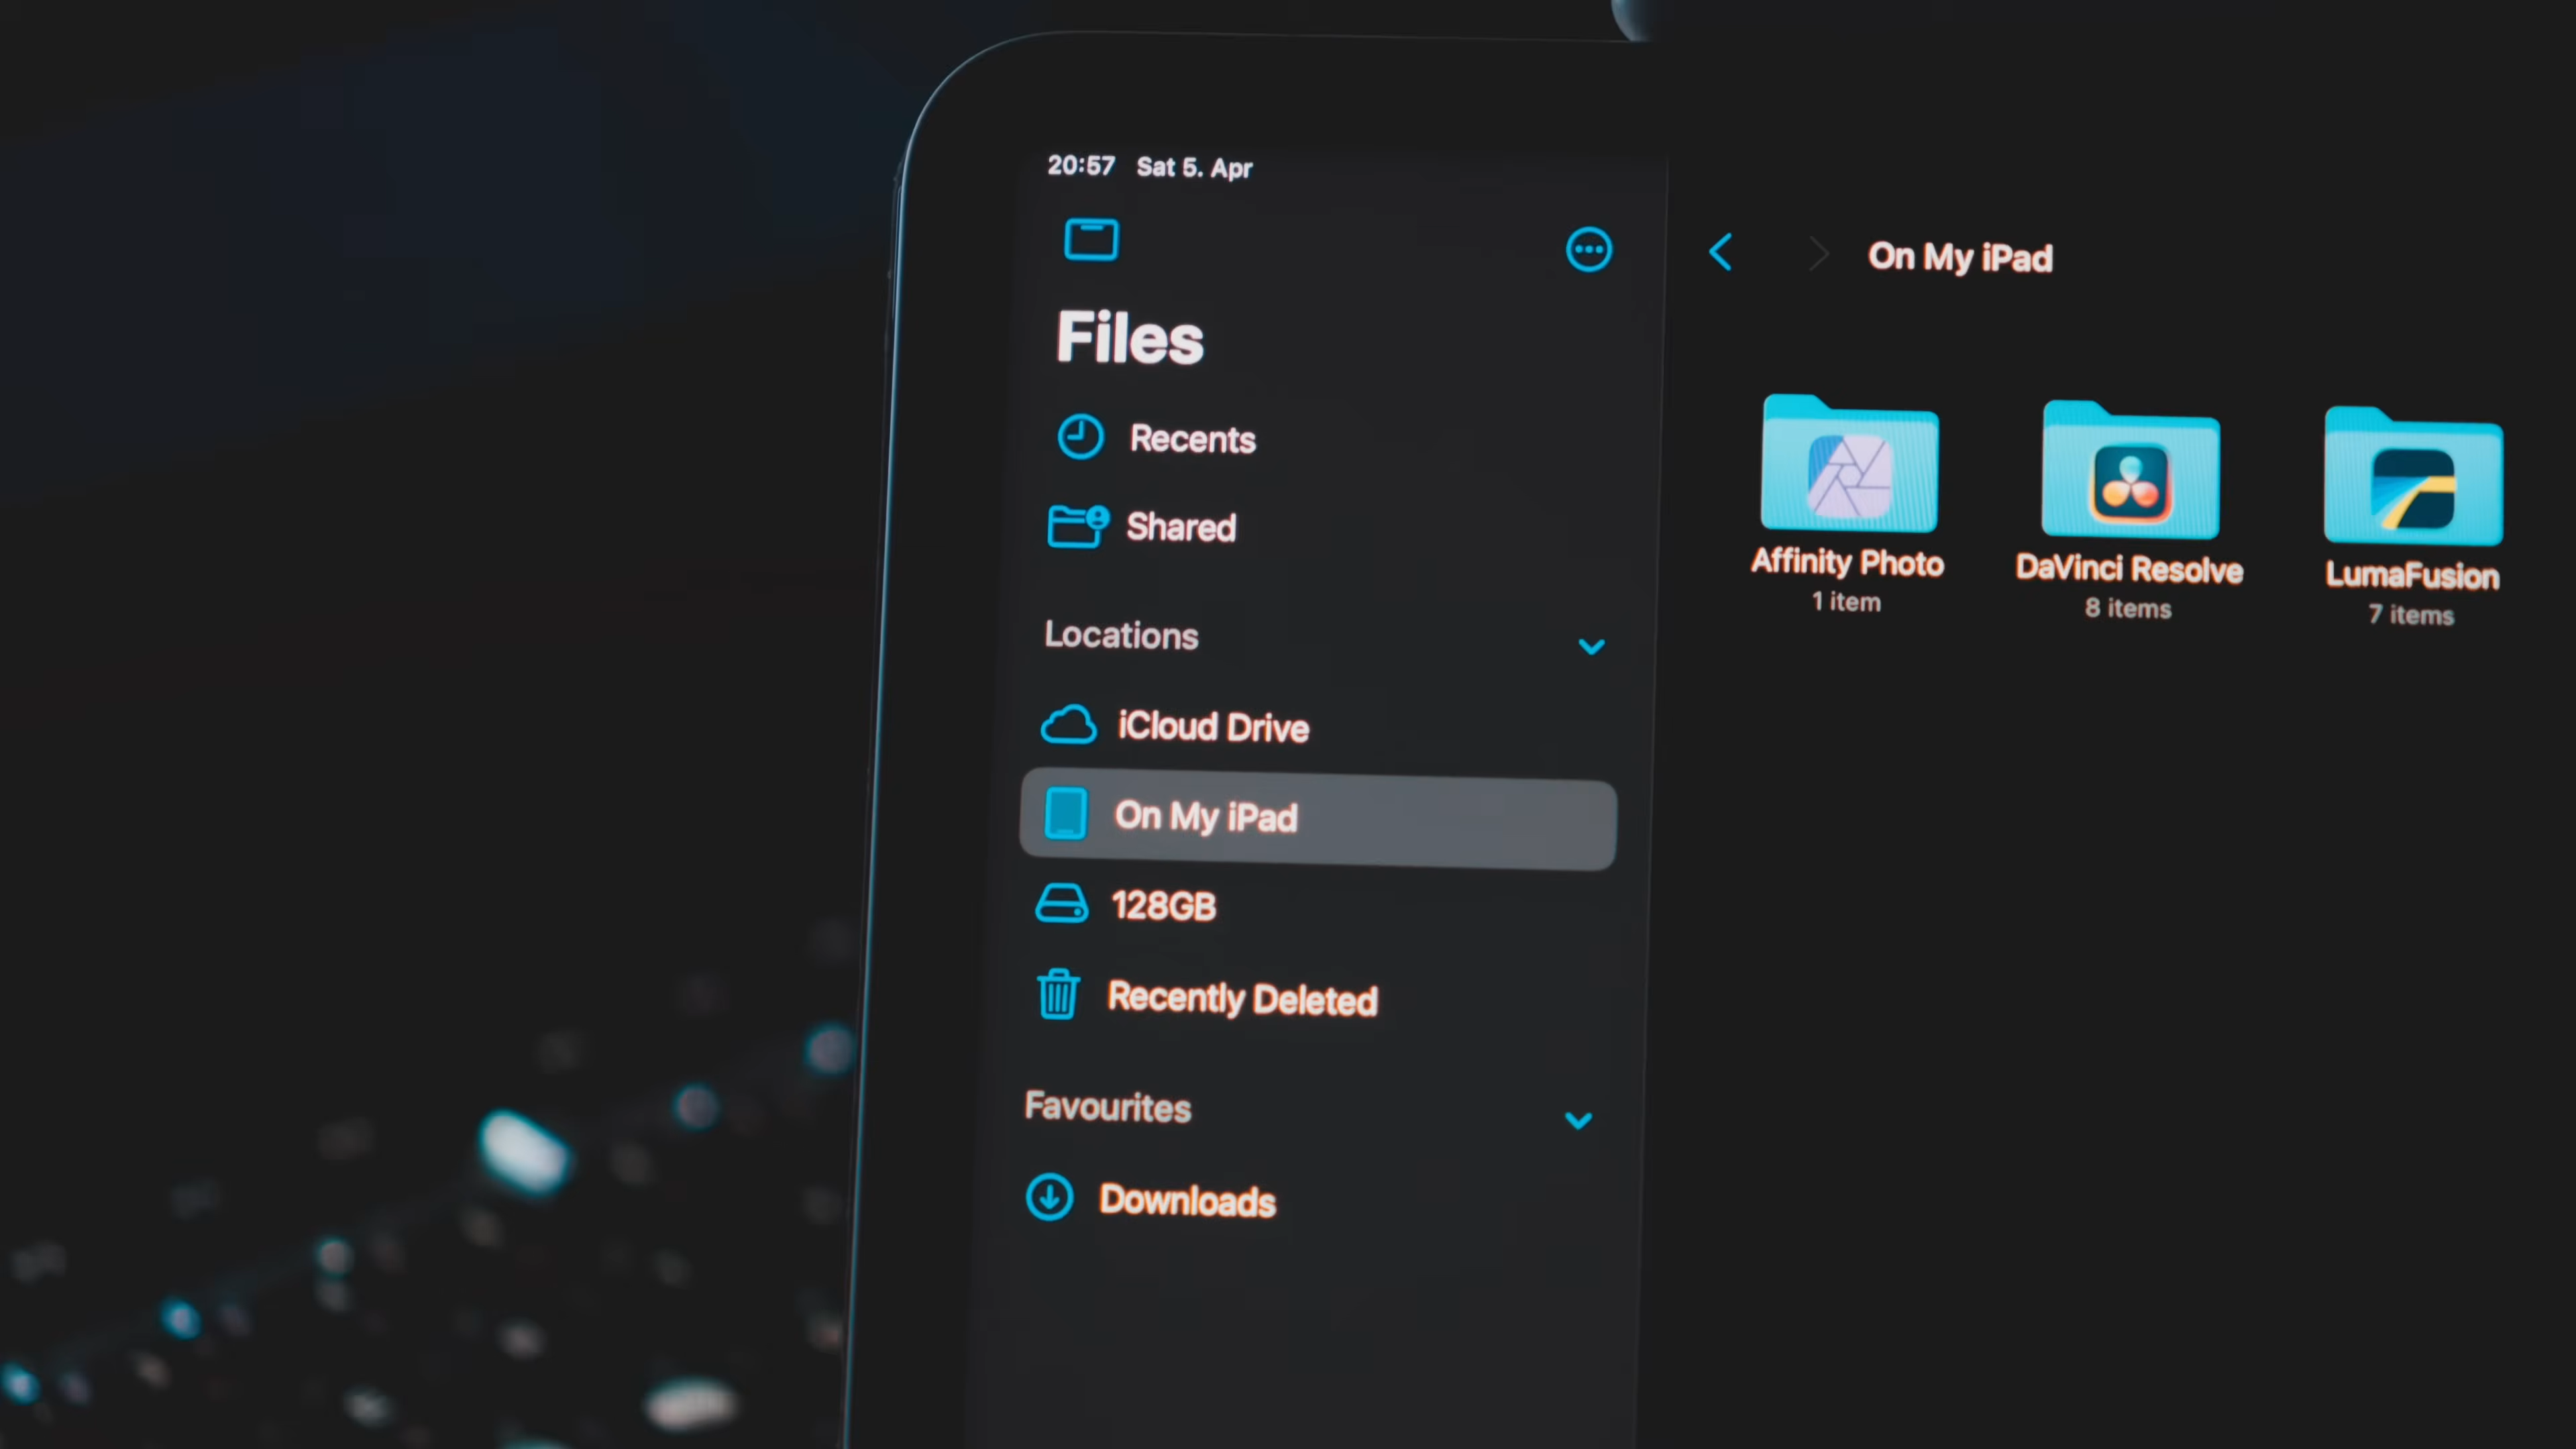 20:57 Sat 5. Apr
Files
Recents
Shared
Locations
iCloud Drive
On My iPad
128GB
Recently Deleted
Favourites
Downloads
On My iPad
Affinity Photo
1 item
DaVinci Resolve
8 items
LumaFusion
7 items